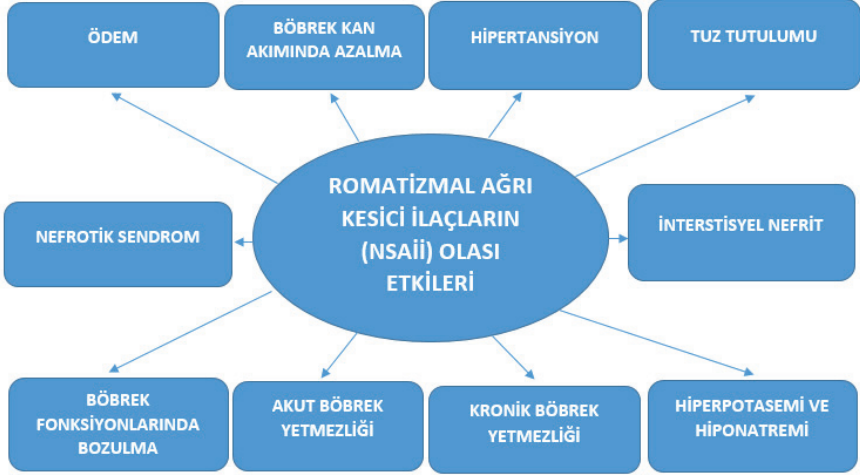 ÖDEM
BÖBREK KAN
AKIMINDA AZALMA
HİPERTANSİYON
TUZ TUTULUMU
NEFROTİK SENDROM
ROMATİZMAL AĞRI
KESİCİ İLAÇLARIN
(NSAİİ) OLASI
ETKİLERİ
İNTERSTİSYEL NEFRİT
BÖBREK
FONKSİYONLARINDA
BOZULMA
AKUT BÖBREK
YETMEZLİĞİ
KRONİK BÖBREK
YETMEZLİĞİ
HİPERPOTASEMİ VE
HİPONATREMİ